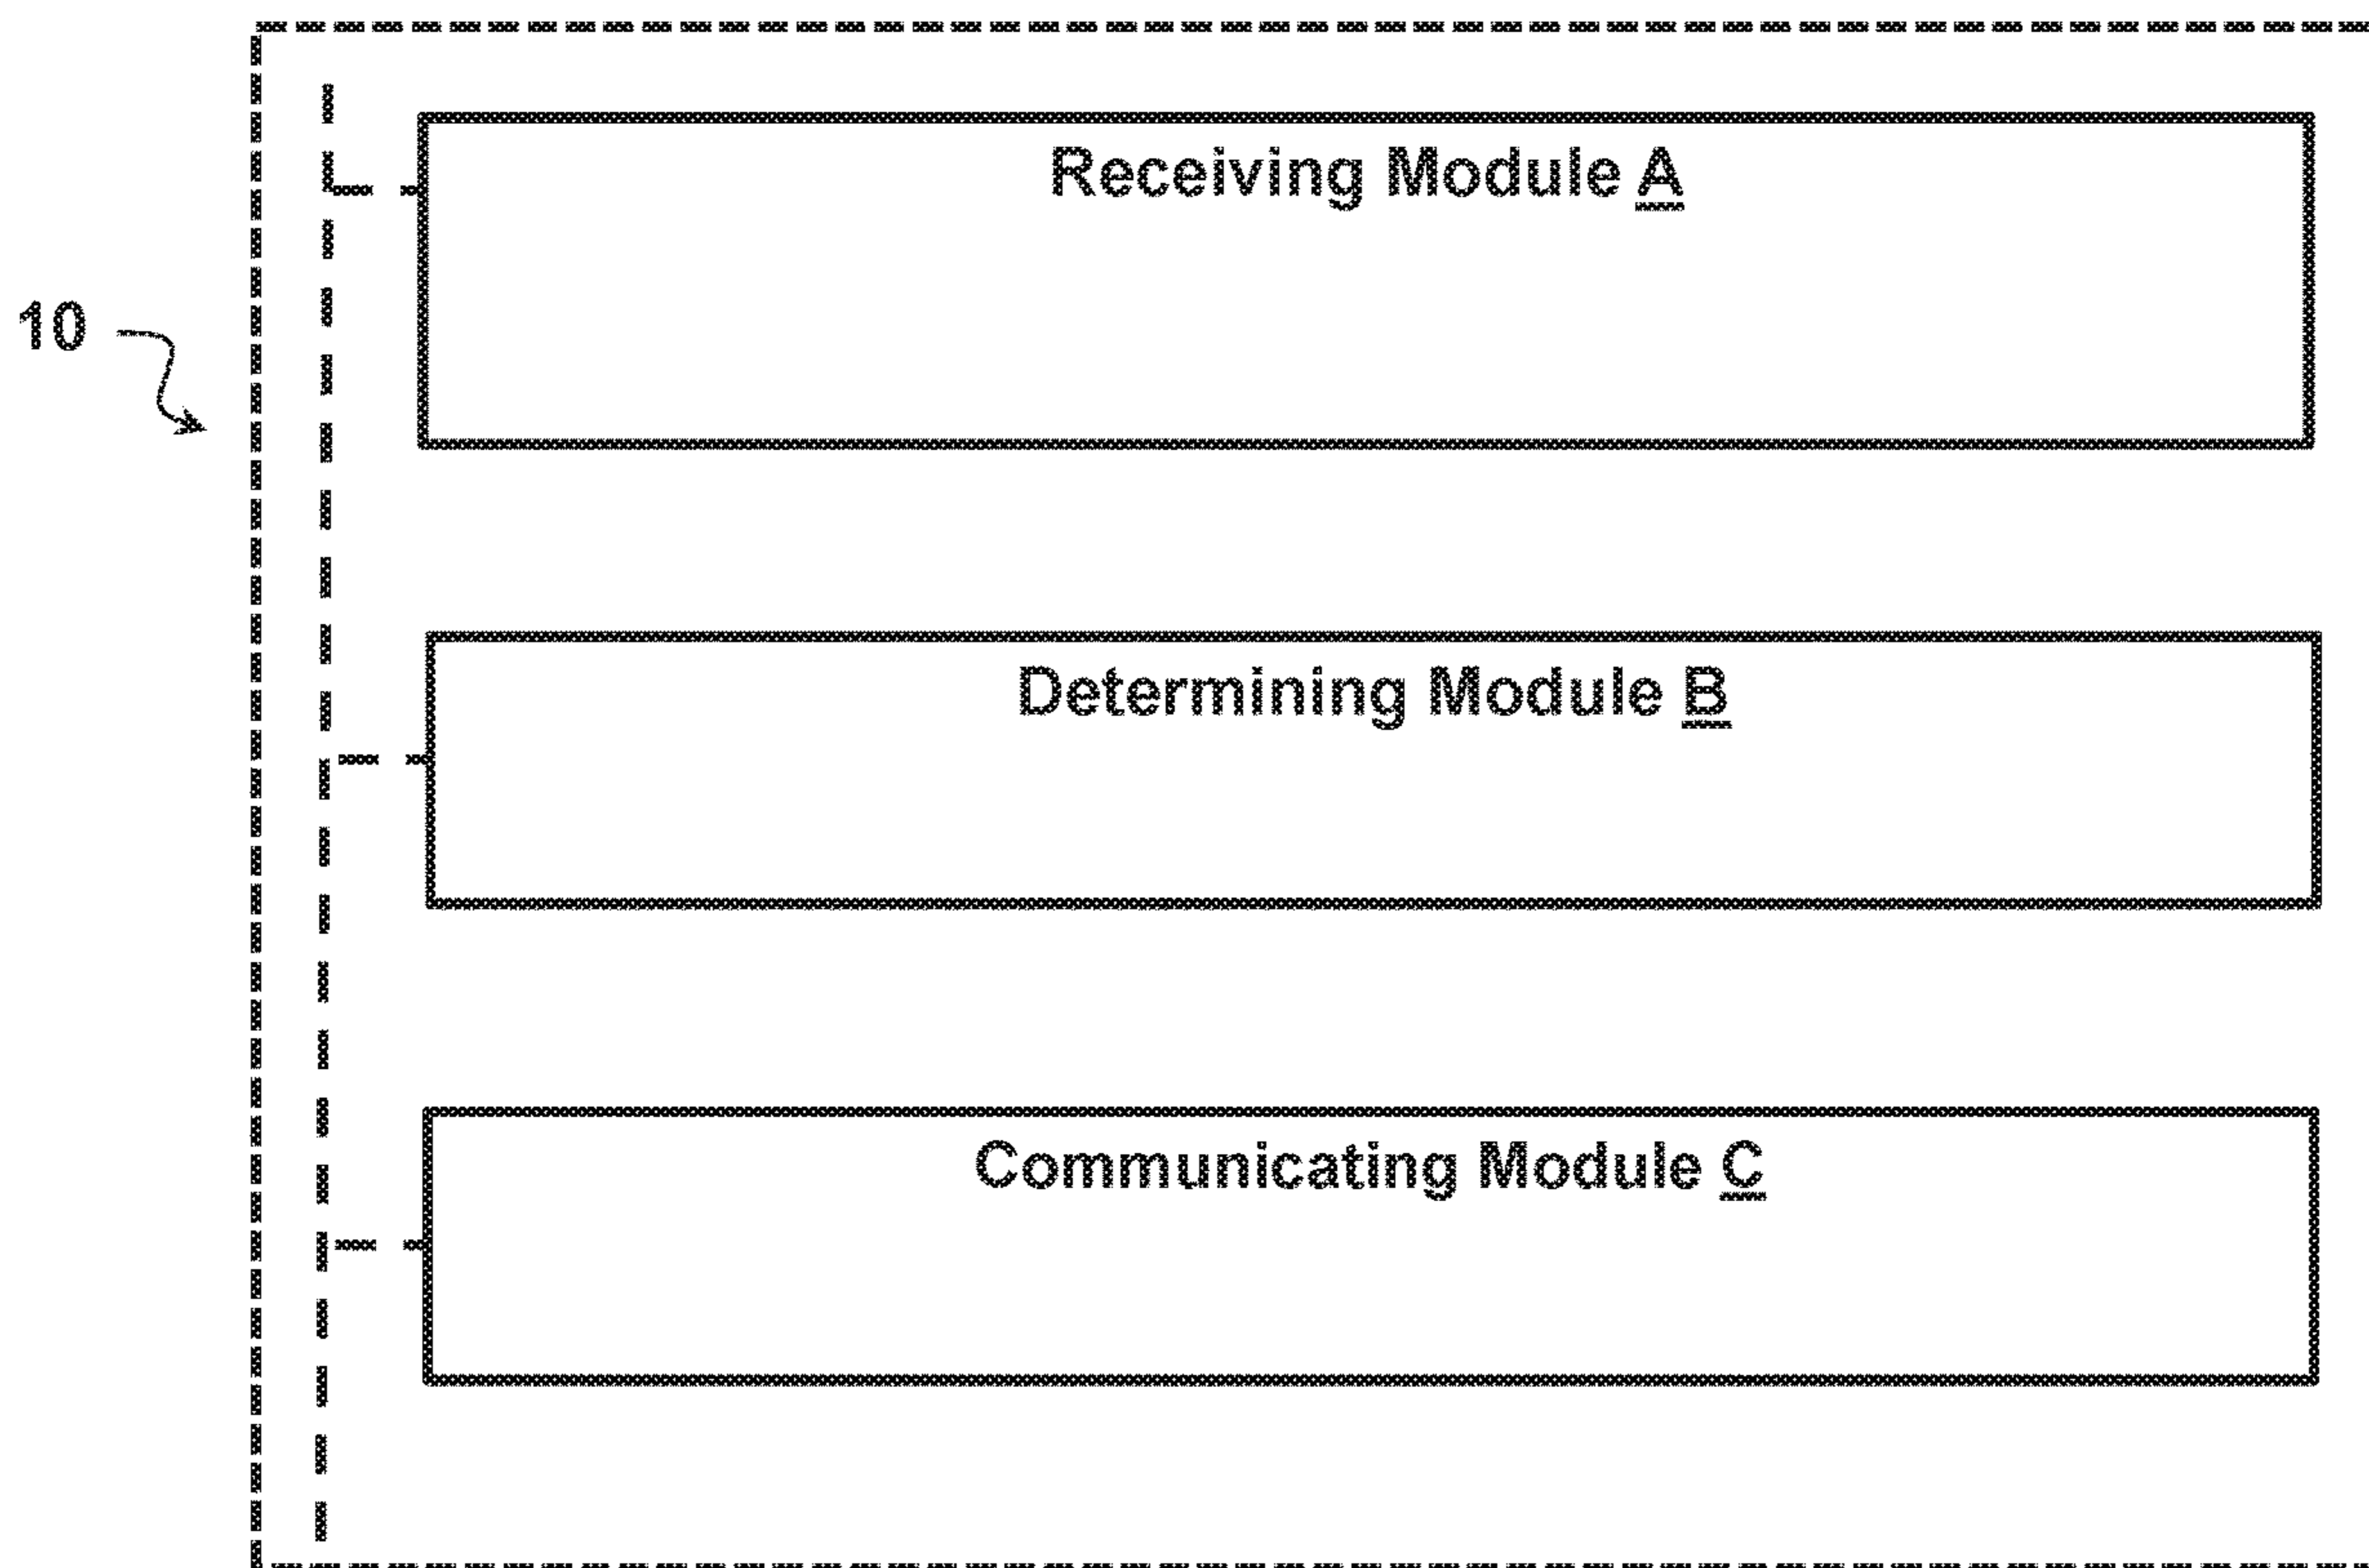 Receiving Module A
10
Determining Module B
Communicating Module C